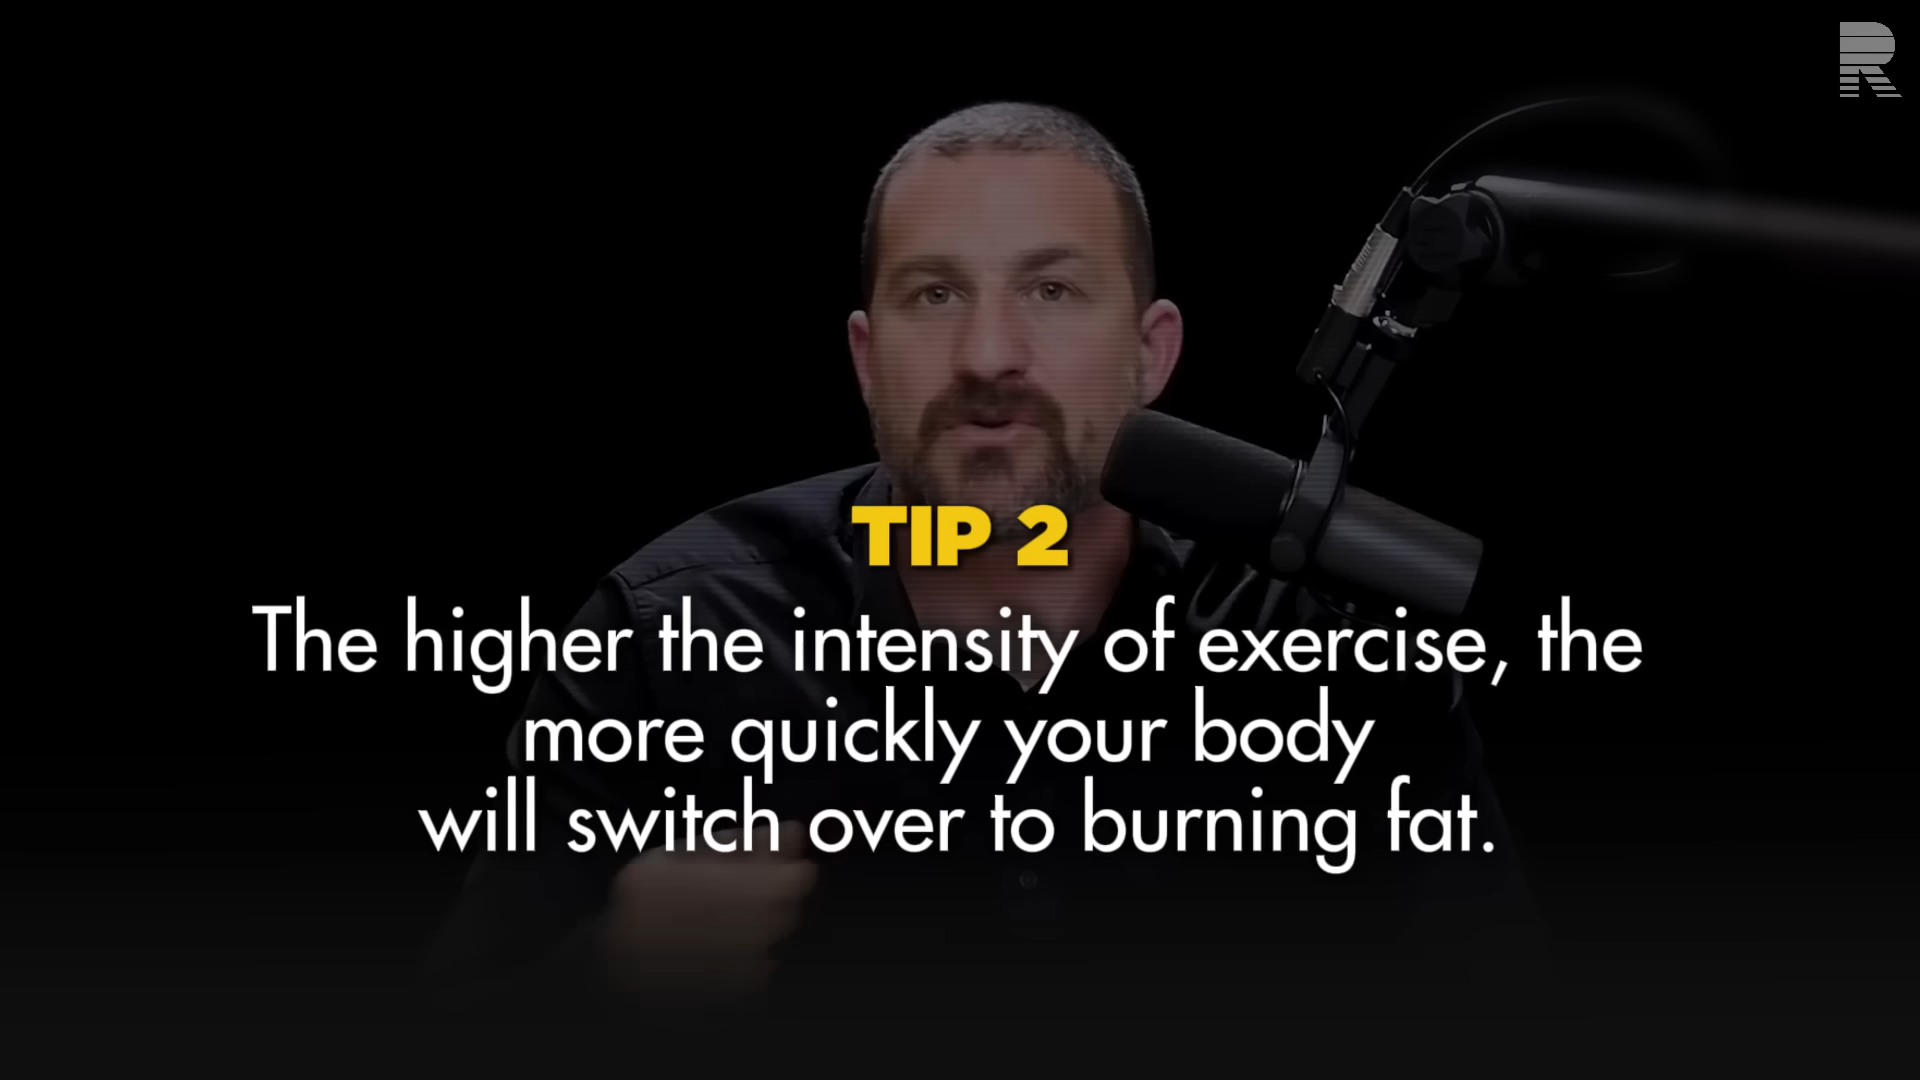 TIP 2
The higher the intensity of exercise, the
more quickly your body
will switch over to burning fat.
R